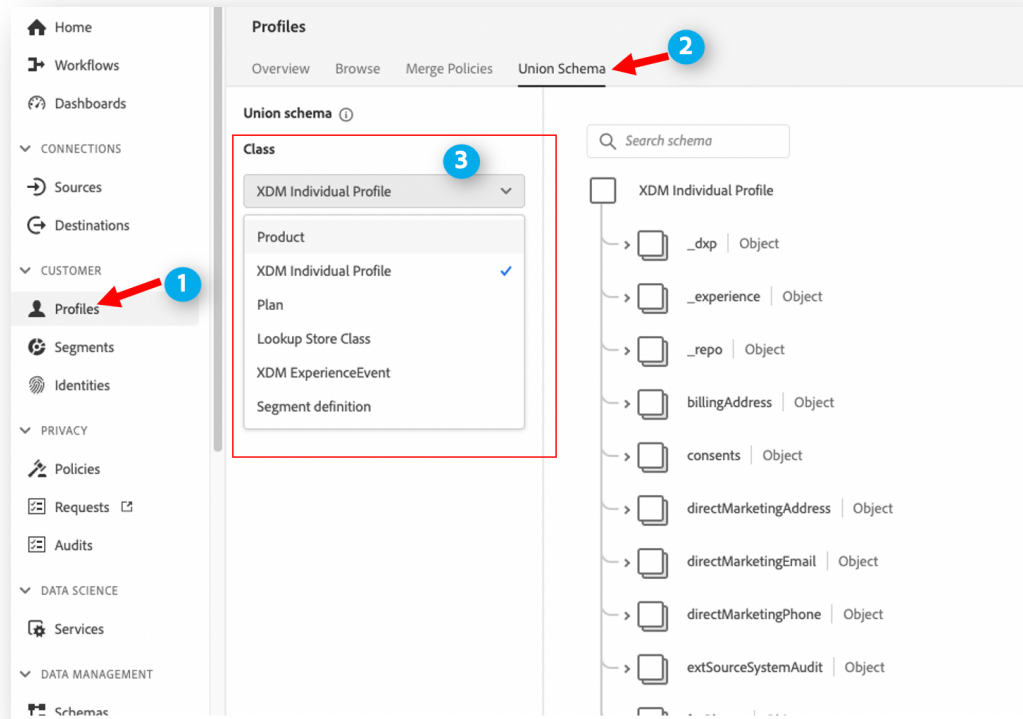 Home
Workflows
Dashboards
CONNECTIONS
Sources
Destinations
CUSTOMER
Profiles
1
Segments
Identities
PRIVACY
Policies
Requests
Audits
DATA SCIENCE
Services
DATA MANAGEMENT
Schemas
Profiles
Overview Browse Merge Policies Union Schema
2
Union schema
Class
3
XDM Individual Profile
Product
XDM Individual Profile
Plan
Lookup Store Class
XDM ExperienceEvent
Segment definition
Search schema
XDM Individual Profile
_dxp Object
_experience Object
_repo Object
billingAddress Object
consents Object
directMarketingAddress Object
directMarketingEmail Object
directMarketingPhone Object
extSourceSystemAudit Object